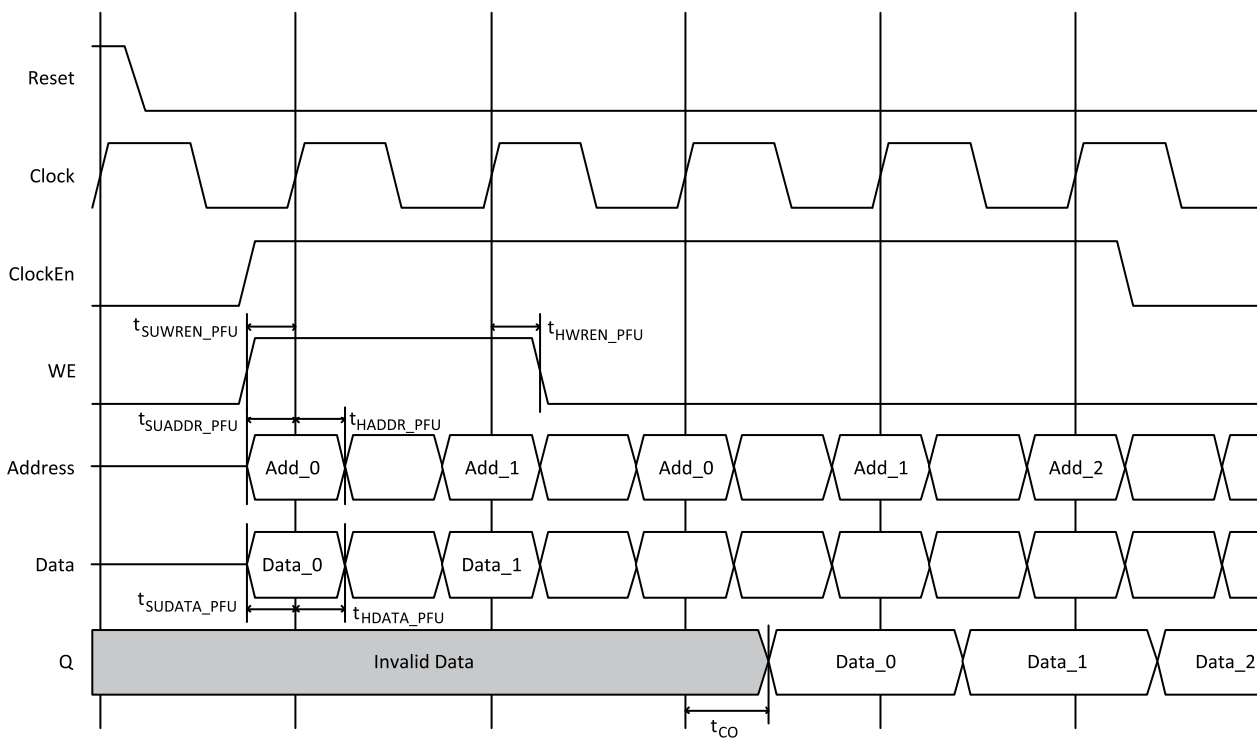 Reset
Clock
ClockEn
tSUWREN_PFU
tHWREN_PFU
WE
tSUADDR_PFU
tHADDR_PFU
Address
Add_0
Add_1
Add_0
Add_1
Add_2
Data
Data_0
Data_1
tSUDATA_PFU
tHDATA_PFU
Q
Invalid Data
Data_0
Data_1
Data_2
tCO